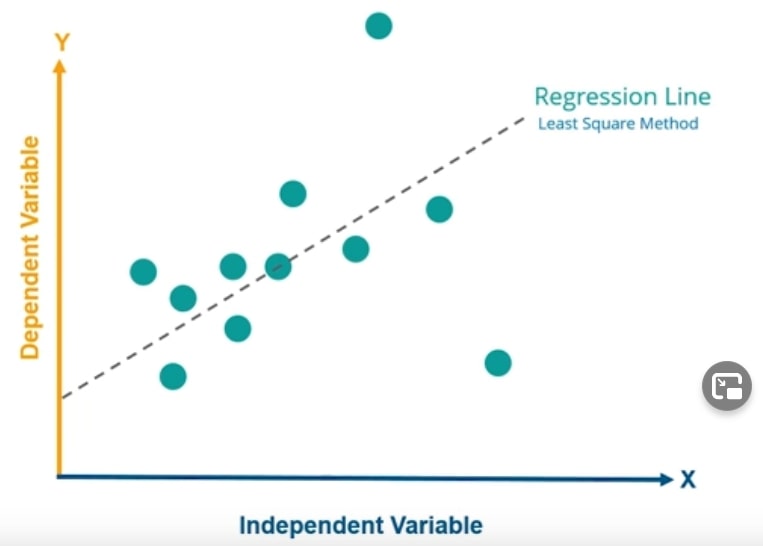 Y
Regression Line
Least Square Method
Dependent Variable
X
Independent Variable